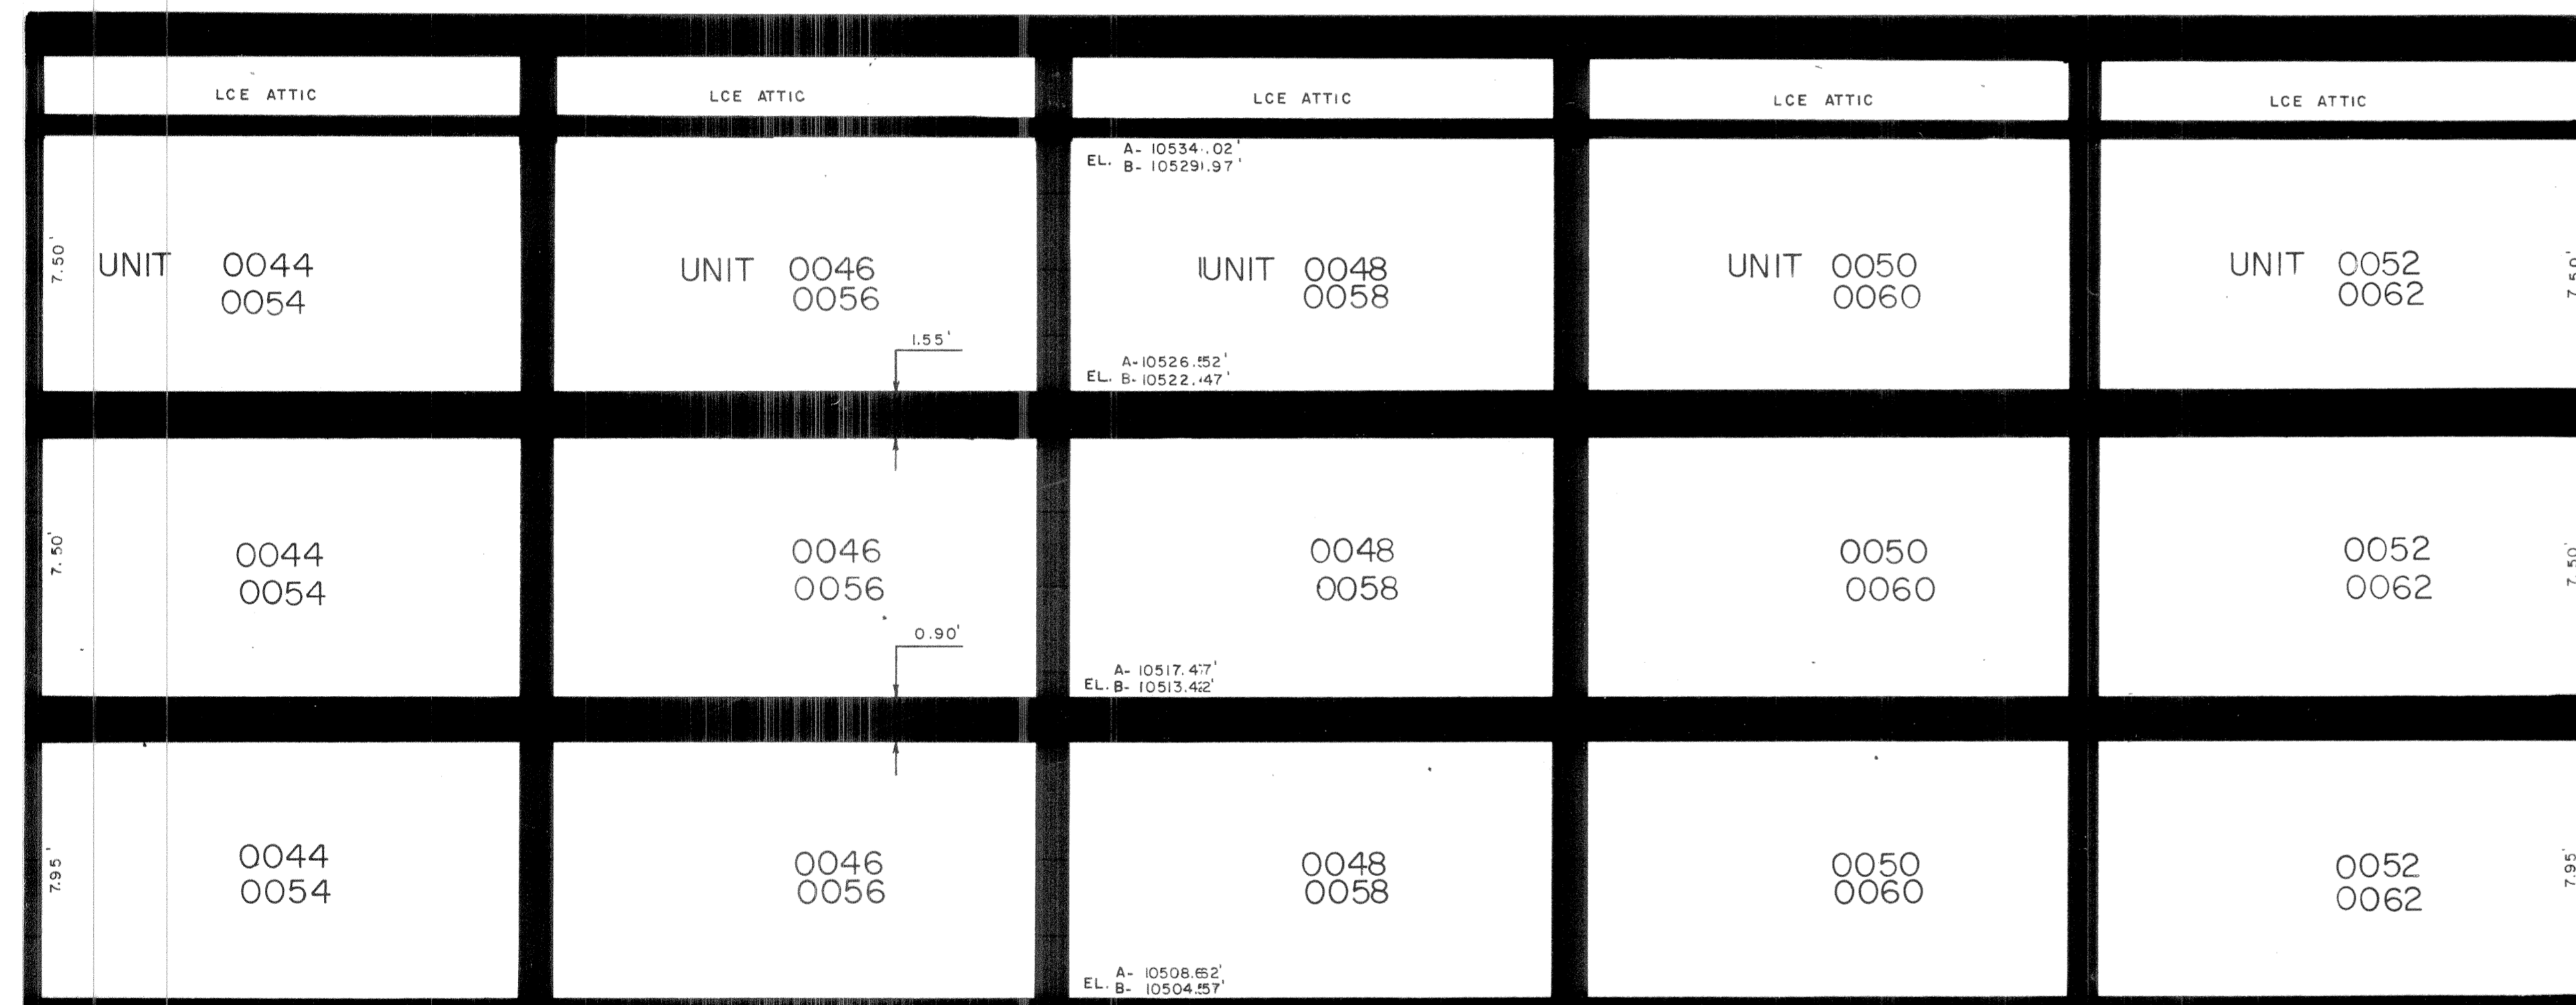 LCE ATTIC
LCE ATTIC
LCE ATTIC
LCE ATTIC
LCE ATTIC
EL. A- 10534.02'
B- 10529.97'
7.50'
UNIT 0044
0054
UNIT 0046
0056
UNIT 0048
0058
UNIT 0050
0060
UNIT 0052
0062
7.50'
1.55'
EL. A- 10526.52'
B- 10522.47'
7.50'
0044
0054
0046
0056
0048
0058
0050
0060
0052
0062
7.50'
0.90'
A- 10517.47'
EL. B- 10513.42'
7.95'
0044
0054
0046
0056
0048
0058
0050
0060
0052
0062
7.95'
A- 10508.62'
EL. B- 10504.57'